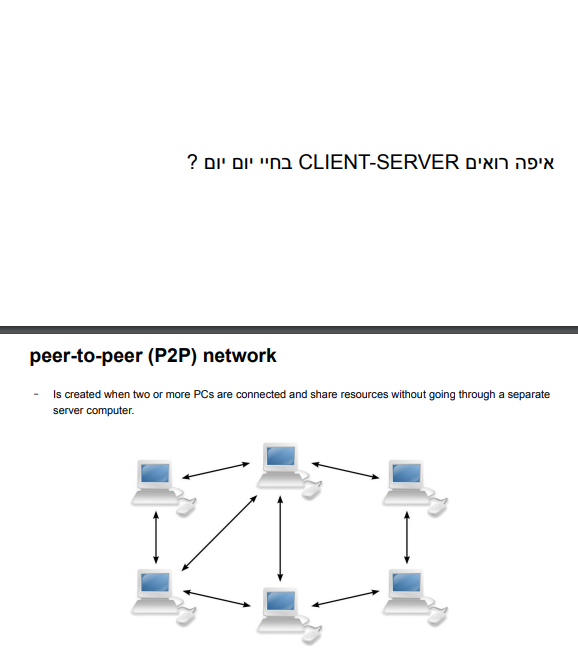 איפה רואים CLIENT-SERVER בחיי יום יום ?
peer-to-peer (P2P) network
- Is created when two or more PCs are connected and share resources without going through a separate
server computer.